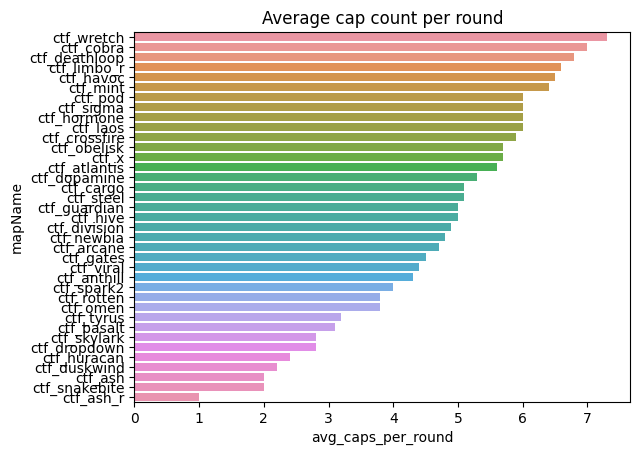 Average cap count per round
mapName
ctf_wretch
ctf_cobra
ctf_deathloop
ctf_limbo_r
ctf_havoc
ctf_mint
ctf_pod
ctf_sigma
ctf_hormone
ctf_laos
ctf_crossfire
ctf_obelisk
ctf_x
ctf_atlantis
ctf_dopamine
ctf_cargo
ctf_steel
ctf_guardian
ctf_hive
ctf_division
ctf_newbia
ctf_arcane
ctf_gates
ctf_viral
ctf_anthill
ctf_spark2
ctf_rotten
ctf_omen
ctf_tyrus
ctf_basalt
ctf_skylark
ctf_dropdown
ctf_huracan
ctf_duskwind
ctf_ash
ctf_snakebite
ctf_ash_r
0 1 2 3 4 5 6 7
avg_caps_per_round